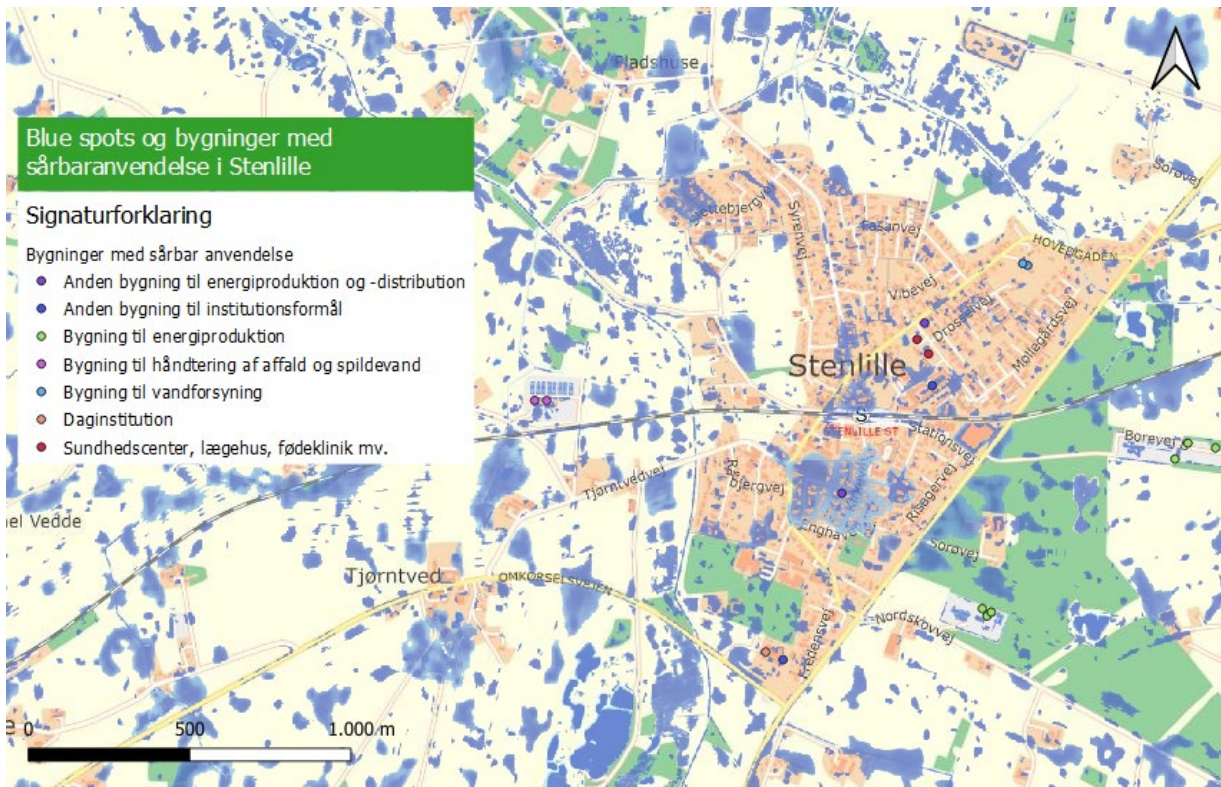 Pladshuse
Blue spots og bygninger med
sårbaranvendelse i Stenlille
Signaturforklaring
Bygninger med sårbar anvendelse
Anden bygning til energiproduktion og -distribution
Anden bygning til institutionsformål
Bygning til energiproduktion
Bygning til håndtering af affald og spildevand
Bygning til vandforsyning
Daginstitution
Sundhedscenter, lægehus, fødeklinik mv.
Sorøvej
Syrenvej
Fasanvej
HOVEDGADEN
Vibevej
Drosselvej
Møllegårdsvej
Stenlille
S
STENLILLE ST
Stationsvej
Borevej
Tjørntvedvej
Risagervej
Enghave
Sorøvej
el Vedde
Tjørntved
OMKØRSELSVEJEN
Nordskovvej
Fredensvej
0 500 1.000 m